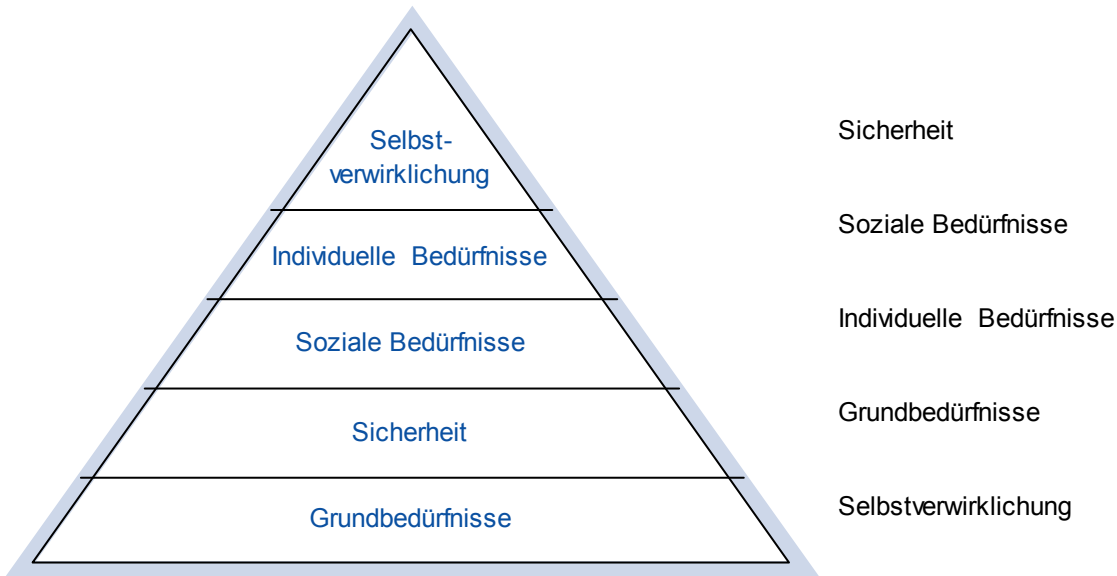 Selbst-
verwirklichung
Individuelle Bedürfnisse
Soziale Bedürfnisse
Sicherheit
Grundbedürfnisse
Sicherheit
Soziale Bedürfnisse
Individuelle Bedürfnisse
Grundbedürfnisse
Selbstverwirklichung